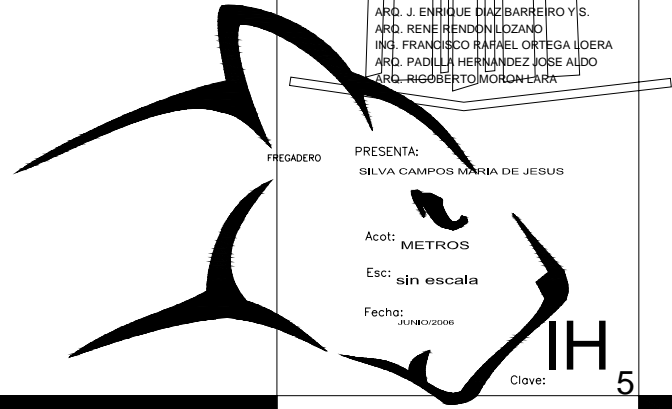 ARQ. J. ENRIQUE DIAZ BARREIRO Y S.
ARQ. RENE RENDON LOZANO
ING. FRANCISCO RAFAEL ORTEGA LOERA
ARQ. PADILLA HERNANDEZ JOSE ALDO
ARQ. RIGOBERTO MORON LARA
FREGADERO
PRESENTA:
SILVA CAMPOS MARIA DE JESUS
Acot: METROS
Esc: sin escala
Fecha: JUNIO/2006
Clave: IH 5